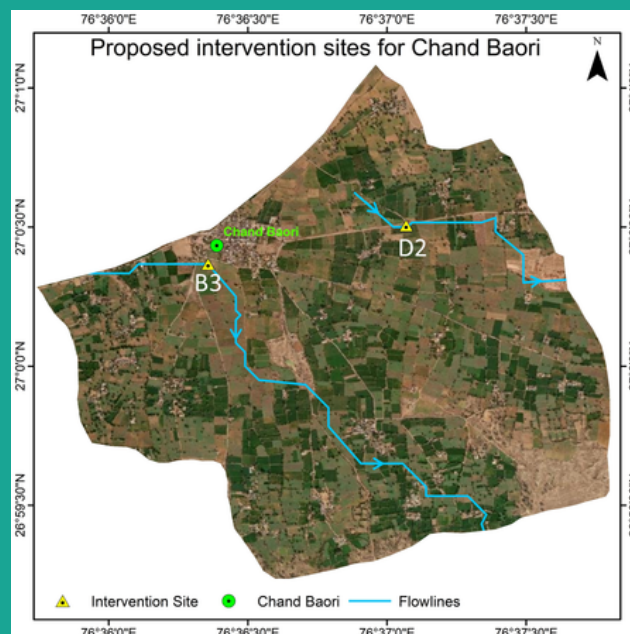 76°36'0"E 76°36'30"E 76°37'0"E 76°37'30"E
Proposed intervention sites for Chand Baori
N
27°1'0"N
27°0'30"N
Chand Baori
D2
B3
27°0'0"N
26°59'30"N
Intervention Site Chand Baori Flowlines
76°36'0"E 76°36'30"E 76°37'0"E 76°37'30"E